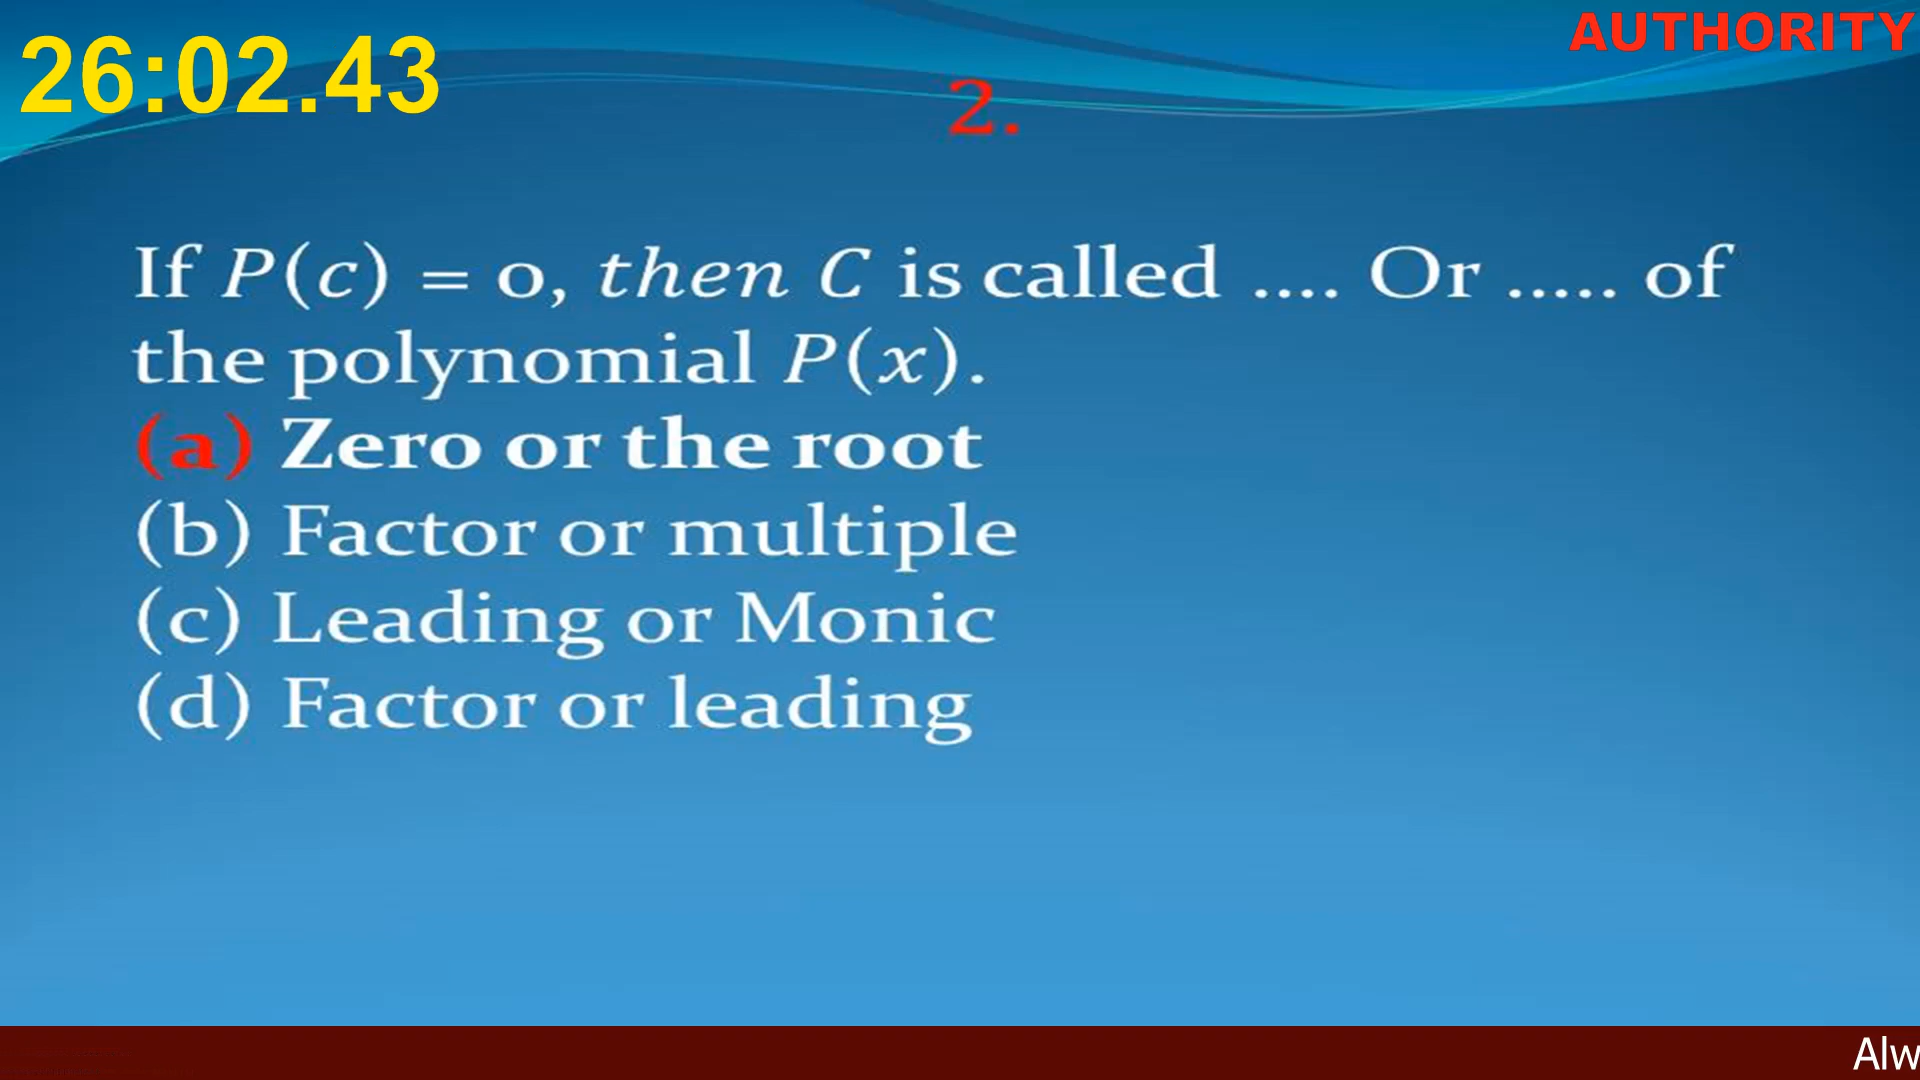 26:02.43
AUTHORITY
2.
If P(c) = 0, then C is called .... Or ..... of
the polynomial P(x).
(a) Zero or the root
(b) Factor or multiple
(c) Leading or Monic
(d) Factor or leading
Alw